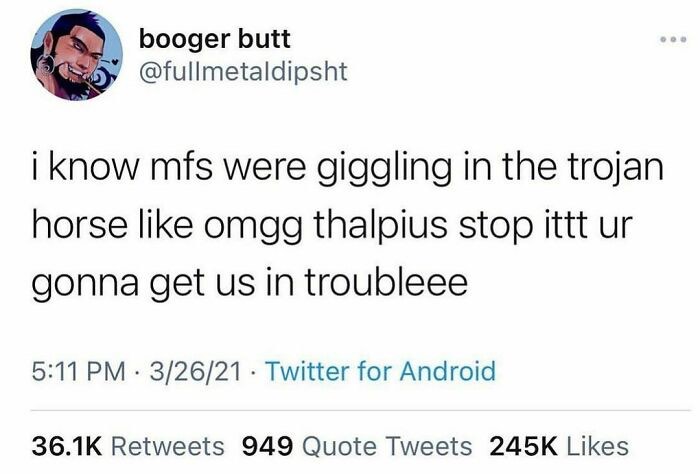 booger butt
@fullmetaldipsht
i know mfs were giggling in the trojan
horse like omgg thalpius stop ittt ur
gonna get us in troubleee
5:11 PM · 3/26/21 · Twitter for Android
36.1K Retweets 949 Quote Tweets 245K Likes